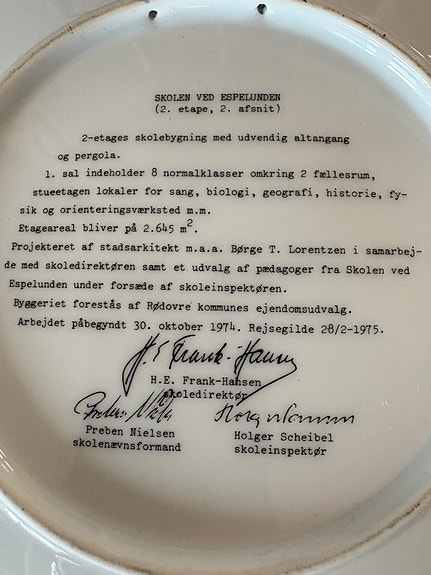 SKOLEN VED ESPELUNDEN
(2. etape, 2. afsnit)
2-etages skolebygning med udvendig altangang
og pergola.
1. sal indeholder 8 normalklasser omkring 2 fællesrum,
stueetagen lokaler for sang, biologi, geografi, historie, fy-
sik og orienteringsværksted m.m.
Etageareal bliver på 2.645 m².
Projekteret af stadsarkitekt m.a.a. Børge T. Lorentzen i samarbej-
de med skoledirektøren samt et udvalg af pædagoger fra Skolen ved
Espelunden under forsæde af skoleinspektøren.
Byggeriet forestås af Rødovre kommunes ejendomsudvalg.
Arbejdet påbegyndt 30. oktober 1974. Rejsegilde 28/2-1975.
H.E. Frank-Hansen
H.E. Frank-Hansen
skoledirektør
Preben Nielsen
skolenævnsformand
Holger Scheibel
skoleinspektør